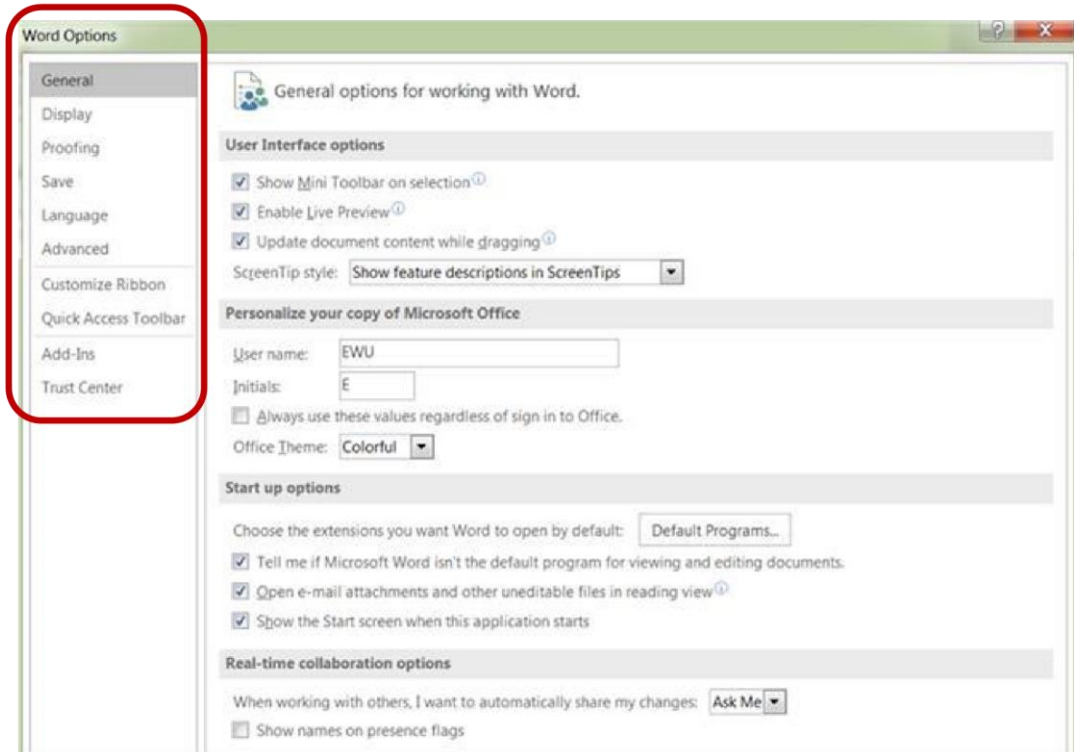 Word Options
?
X
General
Display
Proofing
Save
Language
Advanced
Customize Ribbon
Quick Access Toolbar
Add-Ins
Trust Center
General options for working with Word.
User Interface options
Show Mini Toolbar on selection
Enable Live Preview
Update document content while dragging
ScreenTip style: Show feature descriptions in ScreenTips
Personalize your copy of Microsoft Office
User name: EWU
Initials: E
Always use these values regardless of sign in to Office.
Office Theme: Colorful
Start up options
Choose the extensions you want Word to open by default: Default Programs...
Tell me if Microsoft Word isn't the default program for viewing and editing documents.
Open e-mail attachments and other uneditable files in reading view
Show the Start screen when this application starts
Real-time collaboration options
When working with others, I want to automatically share my changes: Ask Me
Show names on presence flags